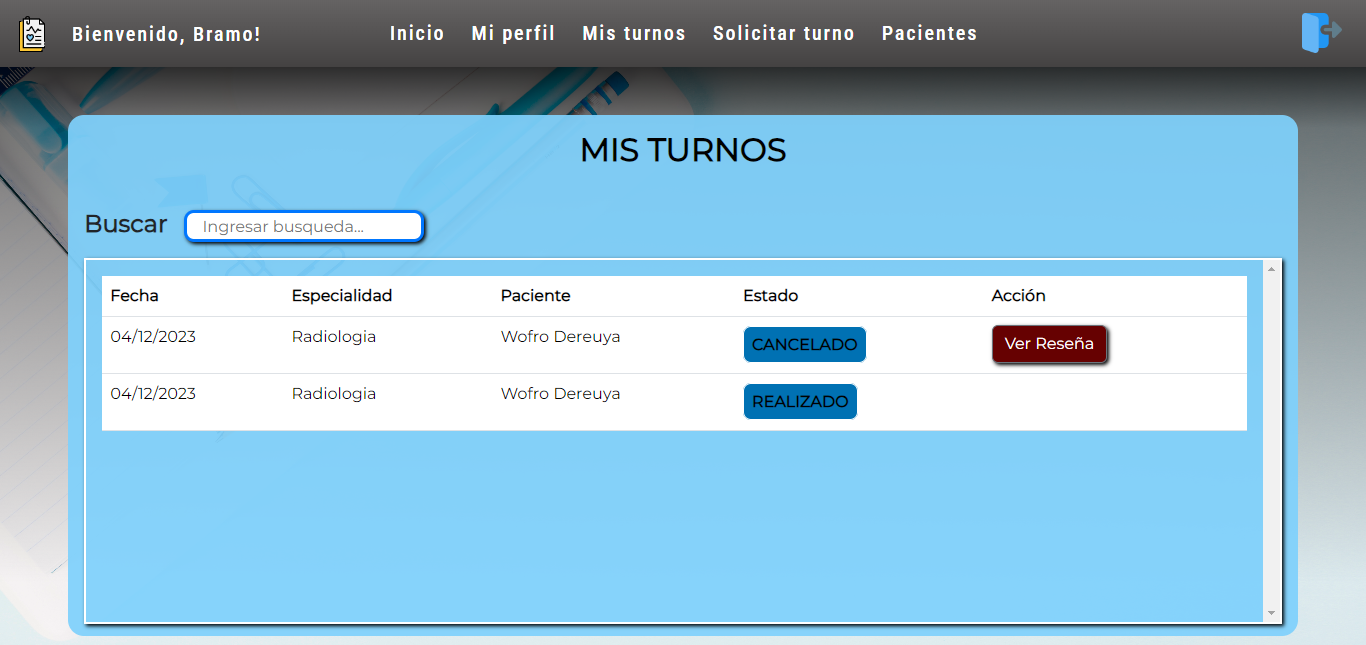 Bienvenido, Bramo! Inicio Mi perfil Mis turnos Solicitar turno Pacientes
MIS TURNOS
Buscar Ingresar busqueda...
Fecha Especialidad Paciente Estado Acción
04/12/2023 Radiologia Wofro Dereuya CANCELADO Ver Reseña
04/12/2023 Radiologia Wofro Dereuya REALIZADO